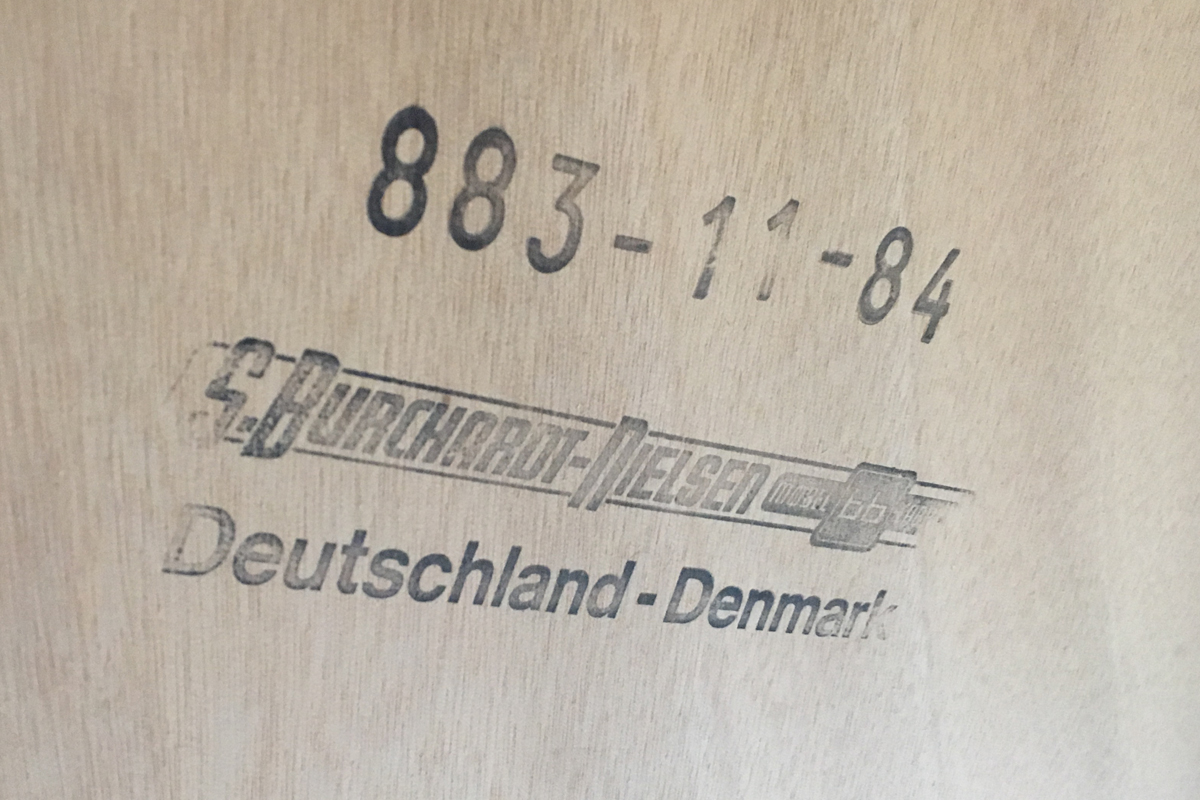 883-11-84
S. BURCHARDT-NIELSEN
Deutschland - Denmark